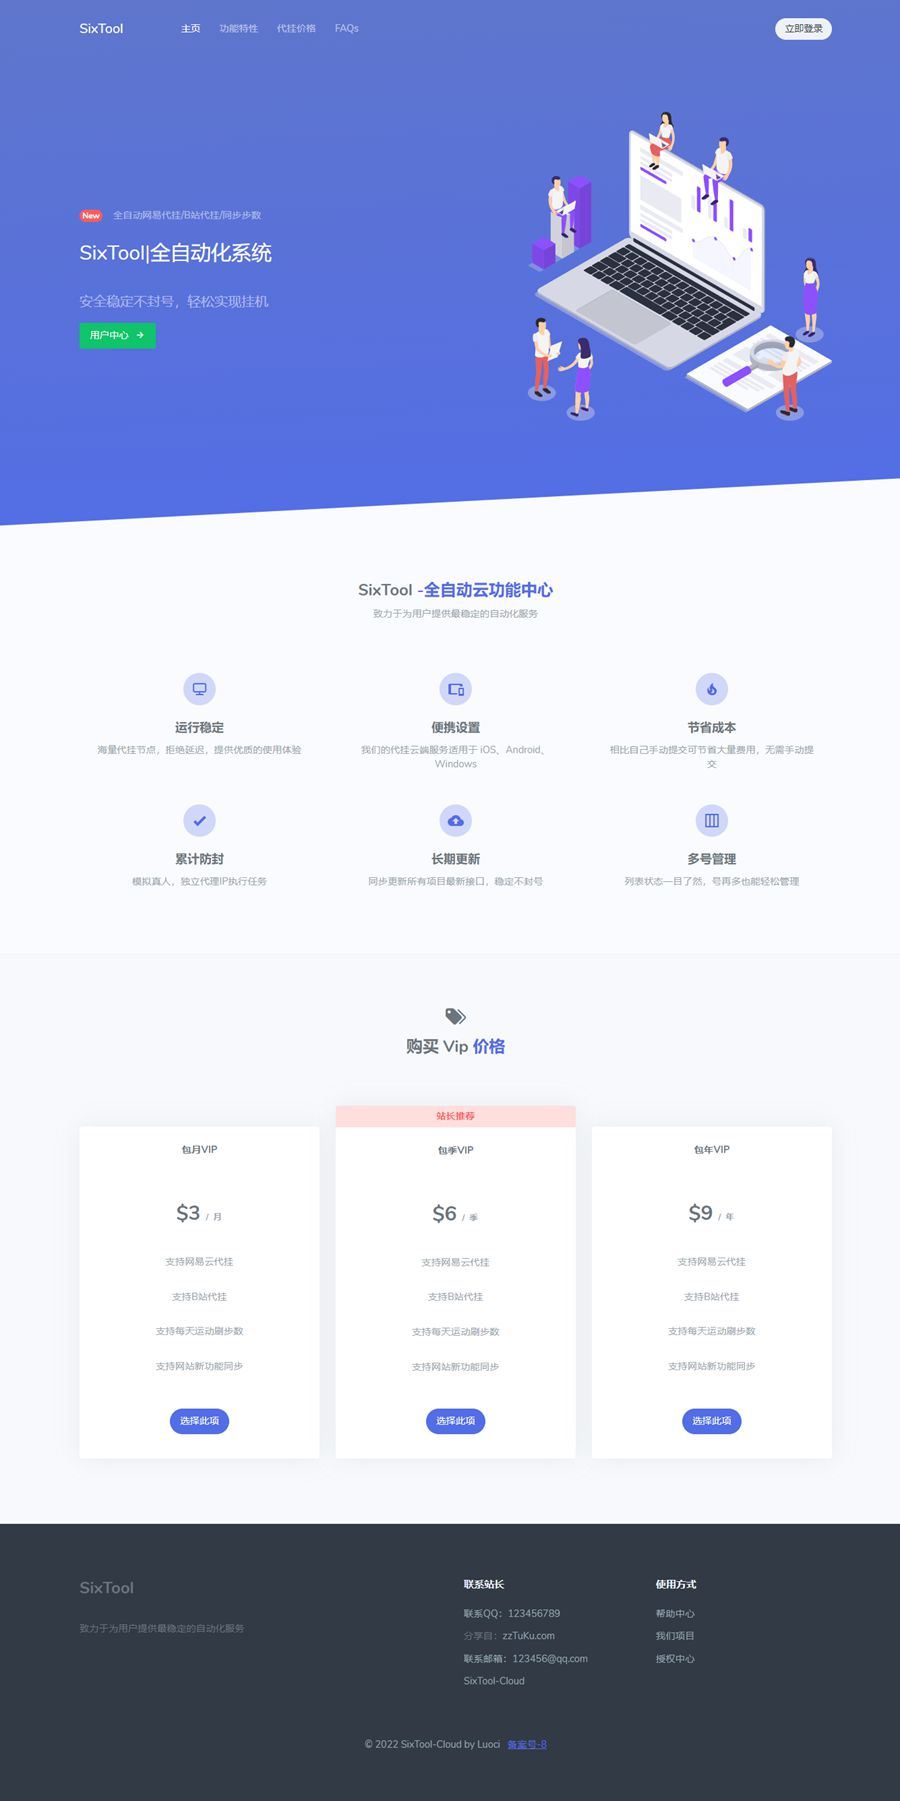 SixTool 主页 功能特性 代挂价格 FAQs 立即登录
New 全自动网易代挂/B站代挂/同步步数
SixTool|全自动化系统
安全稳定不封号，轻松实现挂机
用户中心
SixTool -全自动云功能中心
致力于为用户提供最稳定的自动化服务
运行稳定
海量代挂节点，拒绝延迟，提供优质的使用体验
便携设置
我们的代挂云端服务适用于 iOS、Android、
Windows
节省成本
相比自己手动提交可节省大量费用，无需手动提
交
累计防封
模拟真人，独立代理IP执行任务
长期更新
同步更新所有项目最新接口，稳定不封号
多号管理
列表状态一目了然，号再多也能轻松管理
购买 Vip 价格
包月VIP
$3 / 月
支持网易云代挂
支持B站代挂
支持每天运动刷步数
支持网站新功能同步
选择此项
站长推荐
包季VIP
$6 / 季
支持网易云代挂
支持B站代挂
支持每天运动刷步数
支持网站新功能同步
选择此项
包年VIP
$9 / 年
支持网易云代挂
支持B站代挂
支持每天运动刷步数
支持网站新功能同步
选择此项
SixTool
致力于为用户提供最稳定的自动化服务
联系站长
联系QQ：123456789
分享目：zzTuKu.com
联系邮箱：123456@qq.com
SixTool-Cloud
使用方式
帮助中心
我们项目
授权中心
© 2022 SixTool-Cloud by Luoci 备案号-8